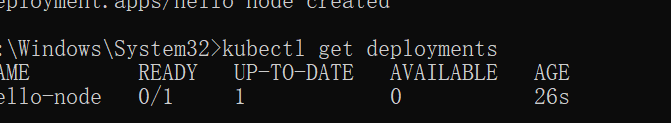 eployment.apps/hello-node created
:\Windows\System32>kubectl get deployments
AME READY UP-TO-DATE AVAILABLE AGE
ello-node 0/1 1 0 26s